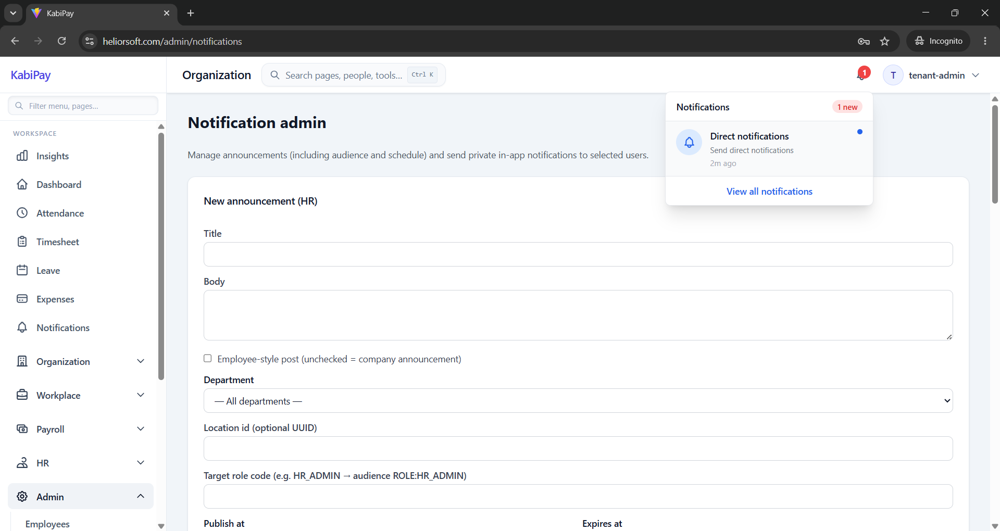 KabiPay
heliorsoft.com/admin/notifications
Incognito
KabiPay
Organization
Search pages, people, tools...
Ctrl K
1
T
tenant-admin
Filter menu, pages...
WORKSPACE
Insights
Dashboard
Attendance
Timesheet
Leave
Expenses
Notifications
Organization
Workplace
Payroll
HR
Admin
Employees
Notification admin
Manage announcements (including audience and schedule) and send private in-app notifications to selected users.
Notifications
1 new
Direct notifications
Send direct notifications
2m ago
View all notifications
New announcement (HR)
Title
Body
Employee-style post (unchecked = company announcement)
Department
— All departments —
Location id (optional UUID)
Target role code (e.g. HR_ADMIN → audience ROLE:HR_ADMIN)
Publish at
Expires at